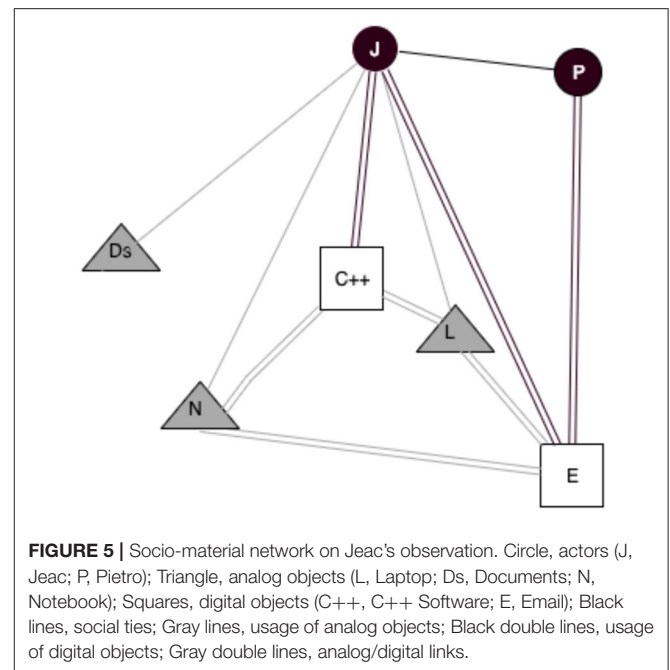 J
P
Ds
C++
L
N
E
FIGURE 5 | Socio-material network on Jeac's observation. Circle, actors (J,
Jeac; P, Pietro); Triangle, analog objects (L, Laptop; Ds, Documents; N,
Notebook); Squares, digital objects (C++, C++ Software; E, Email); Black
lines, social ties; Gray lines, usage of analog objects; Black double lines, usage
of digital objects; Gray double lines, analog/digital links.